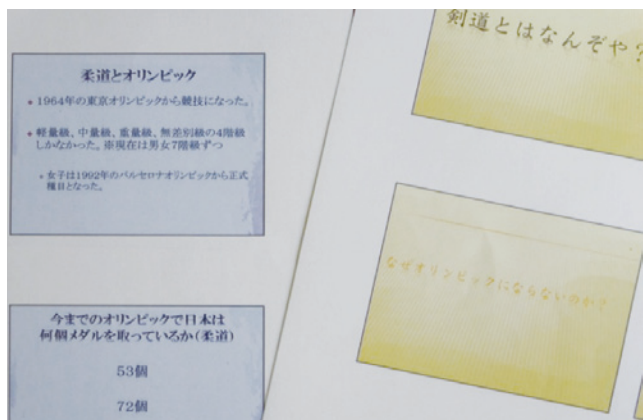 柔道とオリンピック
• 1964年の東京オリンピックから競技になった。
• 軽量級、中量級、重量級、無差別級の4階級
しかなかった。※現在は男女7階級ずつ
• 女子は1992年のバルセロナオリンピックから正式
種目となった。
今までのオリンピックで日本は
何個メダルを取っているか(柔道)
53個
72個
剣道とはなんぞや?
なぜオリンピックにならないのか?